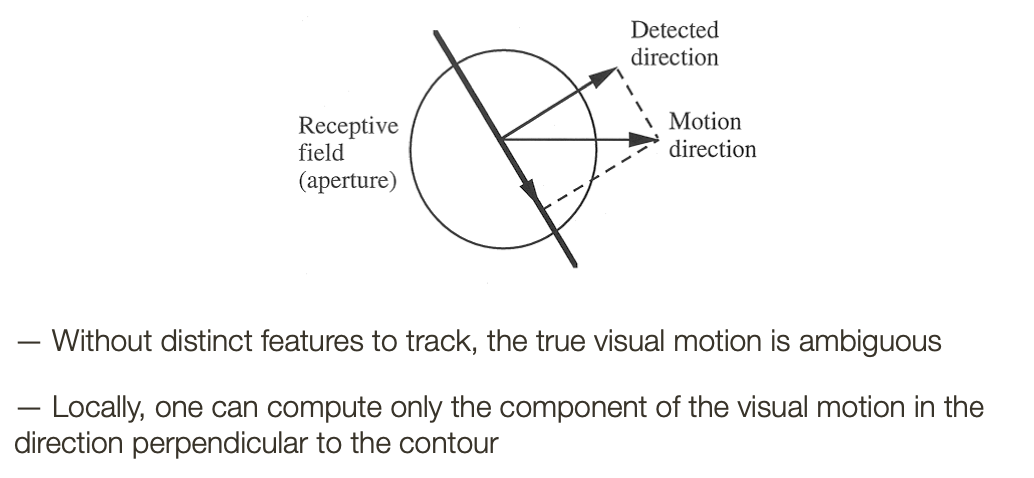 Detected
direction
Receptive
field
(aperture)
Motion
direction
— Without distinct features to track, the true visual motion is ambiguous
— Locally, one can compute only the component of the visual motion in the
direction perpendicular to the contour